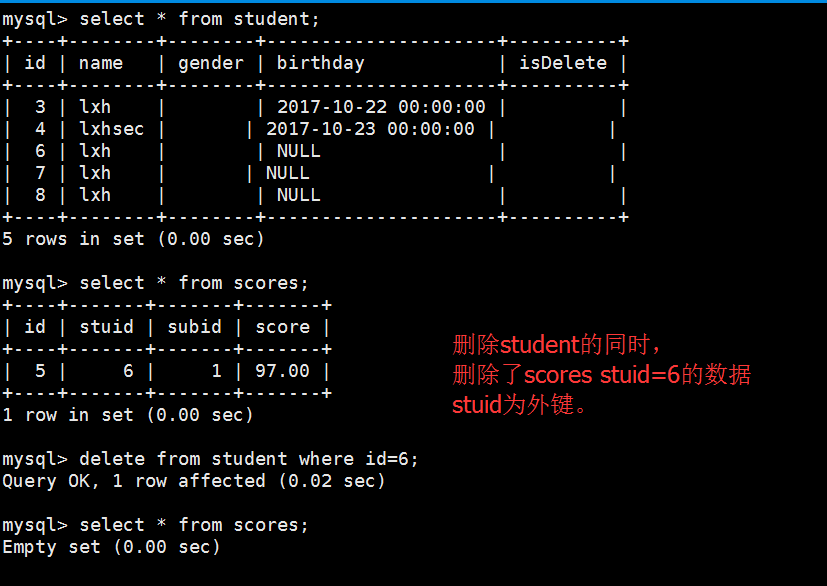 mysql> select * from student;
+----+--------+--------+---------------------+----------+
| id | name   | gender | birthday            | isDelete |
+----+--------+--------+---------------------+----------+
|  3 | lxh    |        | 2017-10-22 00:00:00 |          |
|  4 | lxhsec |       | 2017-10-23 00:00:00 |          |
|  6 | lxh    |        | NULL                |          |
|  7 | lxh    |       | NULL                |          |
|  8 | lxh    |        | NULL                |          |
+----+--------+--------+---------------------+----------+
5 rows in set (0.00 sec)
mysql> select * from scores;
+----+-------+-------+-------+
| id | stuid | subid | score |
+----+-------+-------+-------+
|  5 |     6 |     1 | 97.00 |
+----+-------+-------+-------+
1 row in set (0.00 sec)
删除student的同时，
删除了scores stuid=6的数据
stuid为外键。
mysql> delete from student where id=6;
Query OK, 1 row affected (0.02 sec)
mysql> select * from scores;
Empty set (0.00 sec)